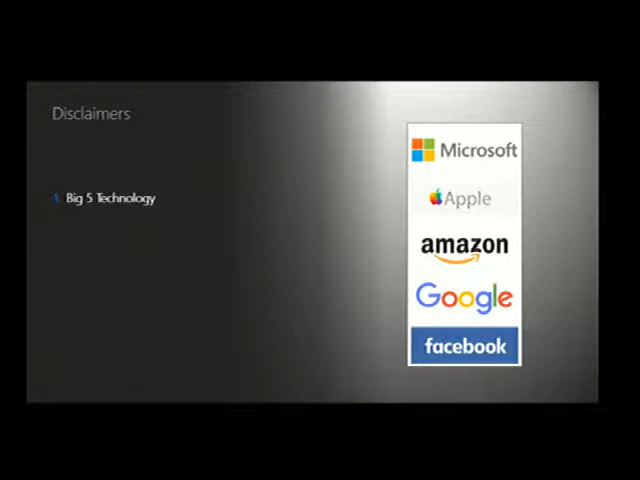 Disclaimers
1. Big 5 Technology
Microsoft
Apple
amazon
Google
facebook